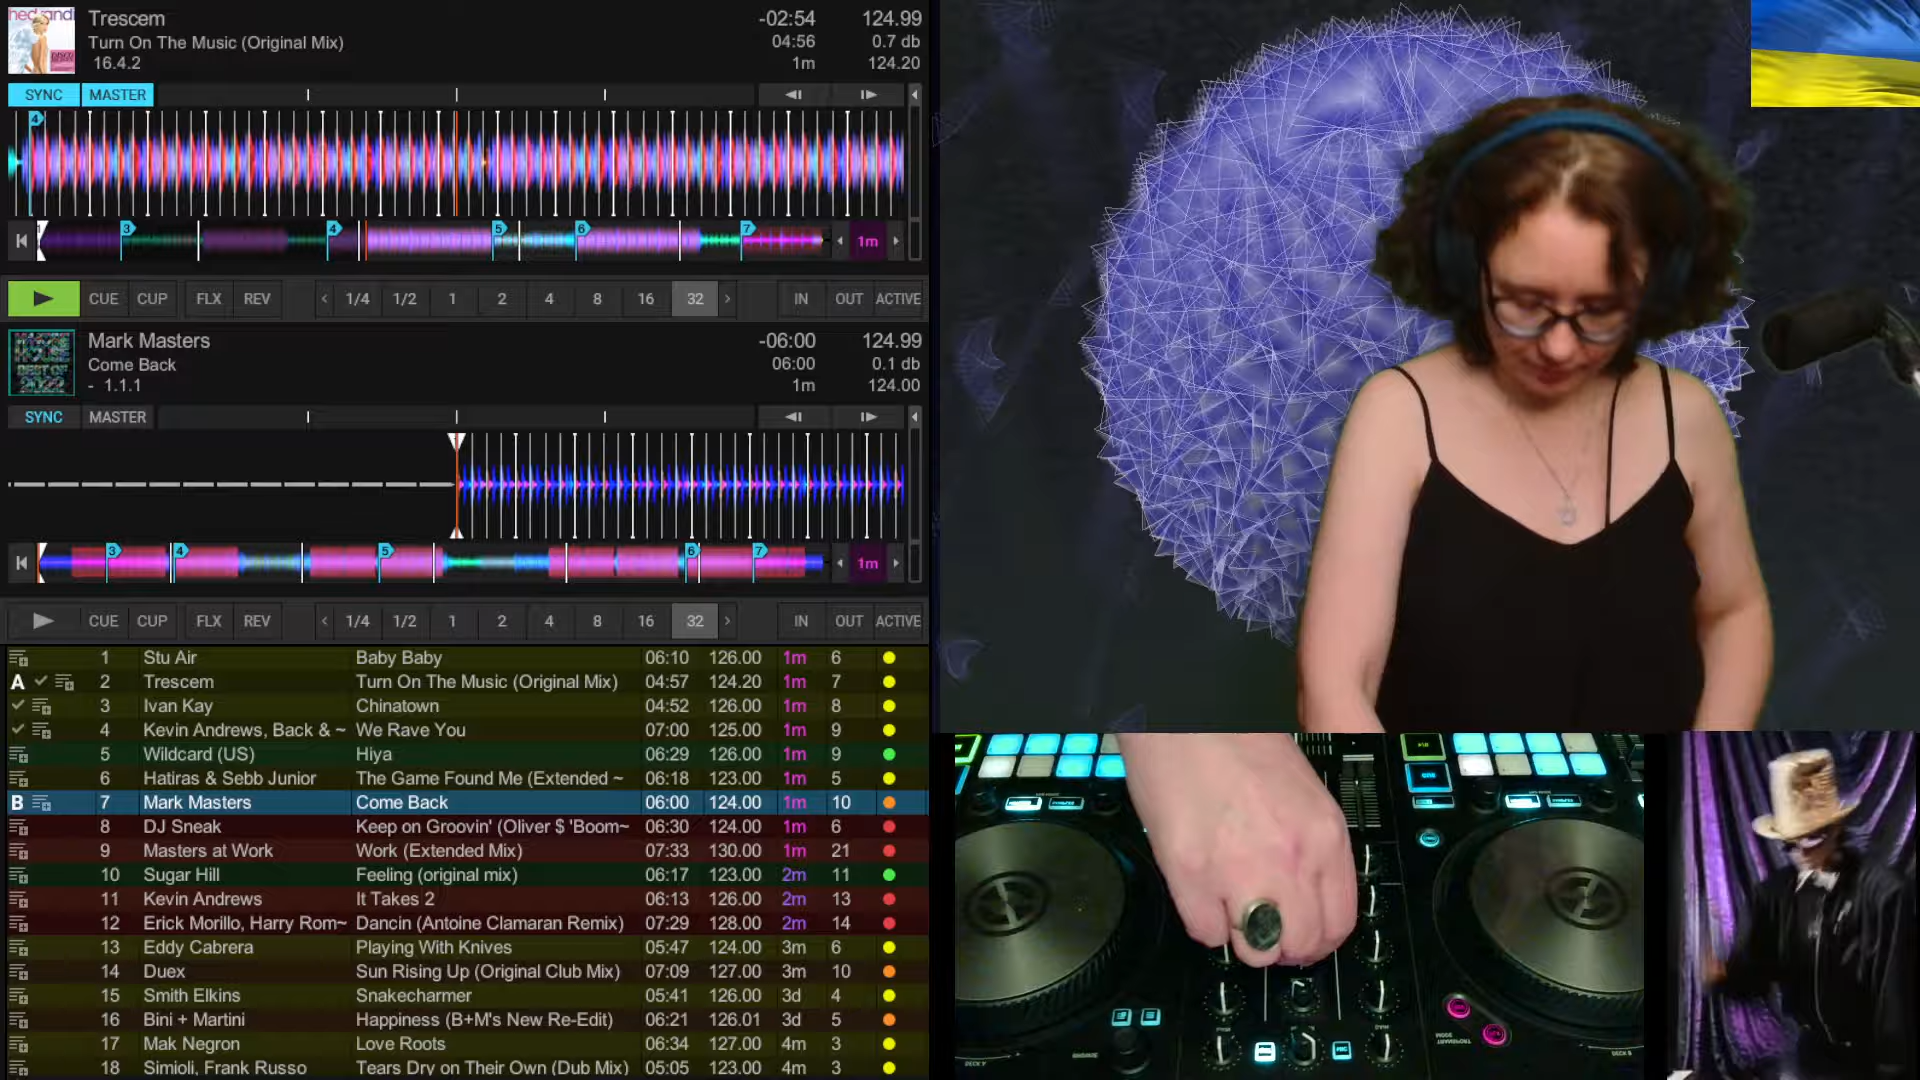 Trescem -02:54 124.99
Turn On The Music (Original Mix) 04:56 0.7 db
16.4.2 1m 124.20
SYNC MASTER
4
3 4 5 6 7 1m
CUE CUP FLX REV 1/4 1/2 1 2 4 8 16 32 IN OUT ACTIVE
Mark Masters -06:00 124.99
Come Back 06:00 0.1 db
- 1.1.1 1m 124.00
SYNC MASTER
3 4 5 6 7 1m
CUE CUP FLX REV 1/4 1/2 1 2 4 8 16 32 IN OUT ACTIVE
1 Stu Air Baby Baby 06:10 126.00 1m 6
A 2 Trescem Turn On The Music (Original Mix) 04:57 124.20 1m 7
3 Ivan Kay Chinatown 04:52 126.00 1m 8
4 Kevin Andrews, Back & ~ We Rave You 07:00 125.00 1m 9
5 Wildcard (US) Hiya 06:29 126.00 1m 9
6 Hatiras & Sebb Junior The Game Found Me (Extended ~ 06:18 123.00 1m 5
B 7 Mark Masters Come Back 06:00 124.00 1m 10
8 DJ Sneak Keep on Groovin' (Oliver $ 'Boom~ 06:30 124.00 1m 6
9 Masters at Work Work (Extended Mix) 07:33 130.00 1m 21
10 Sugar Hill Feeling (original mix) 06:17 123.00 2m 11
11 Kevin Andrews It Takes 2 06:13 126.00 2m 13
12 Erick Morillo, Harry Rom~ Dancin (Antoine Clamaran Remix) 07:29 128.00 2m 14
13 Eddy Cabrera Playing With Knives 05:47 124.00 3m 6
14 Duex Sun Rising Up (Original Club Mix) 07:09 127.00 3m 10
15 Smith Elkins Snakecharmer 05:41 126.00 3d 4
16 Bini + Martini Happiness (B+M's New Re-Edit) 06:21 126.01 3d 5
17 Mak Negron Love Roots 06:34 127.00 4m 3
18 Simioli, Frank Russo Tears Dry on Their Own (Dub Mix) 05:05 123.00 4m 3